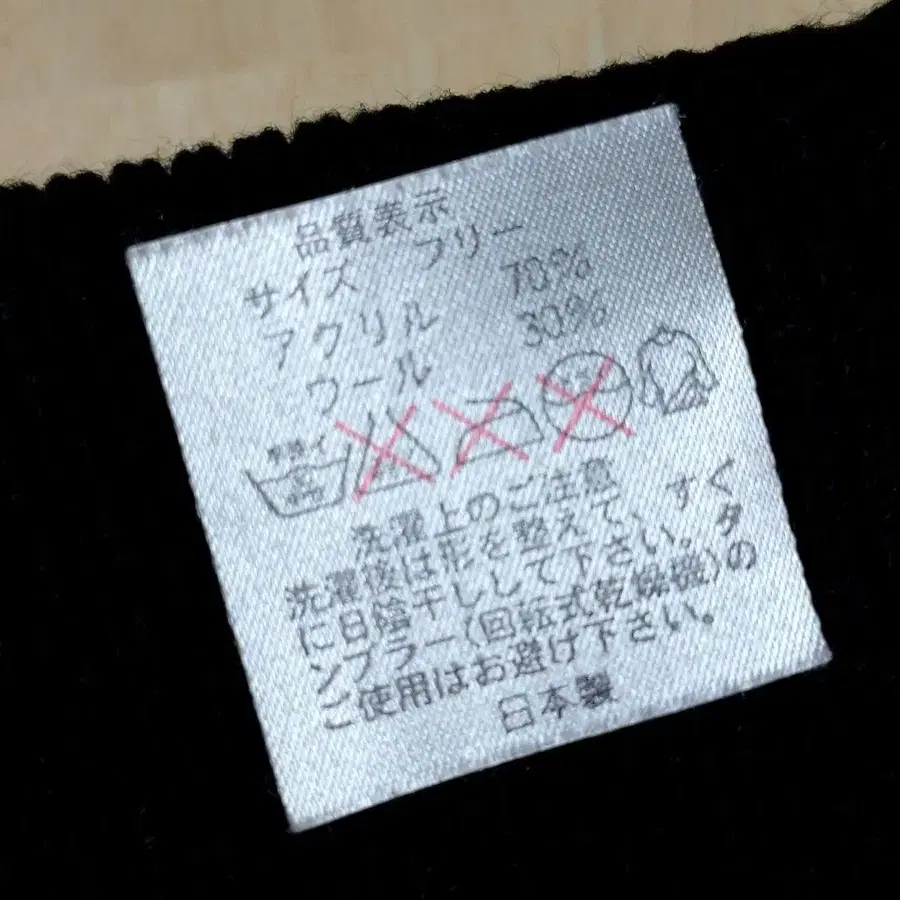 品質表示
サイズ フリー
アクリル 70%
ウール 30%
洗濯上のご注意
洗濯後は形を整えて、すぐ
に日陰干しして下さい。タ
ンブラー(回転式乾燥機)の
ご使用はお避け下さい。
日本製